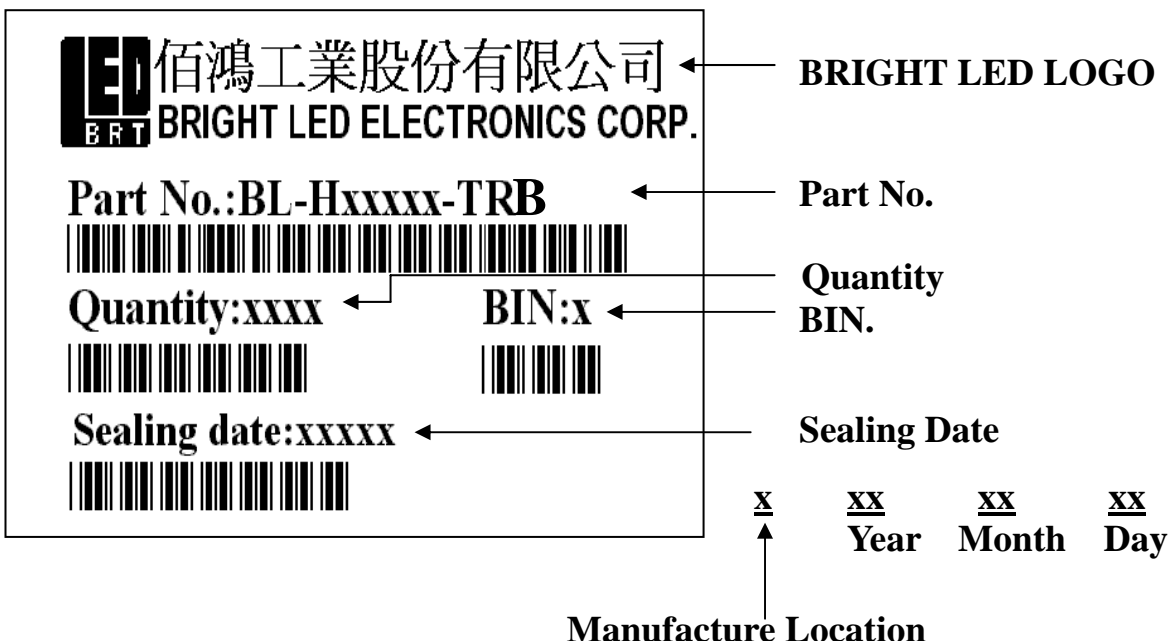 LED 佰鴻工業股份有限公司 BRIGHT LED LOGO
BRT BRIGHT LED ELECTRONICS CORP.
Part No.:BL-Hxxxxx-TRB Part No.
Quantity
Quantity:xxxx BIN:x BIN.
Sealing date:xxxxx Sealing Date
x xx xx xx
Year Month Day
Manufacture Location